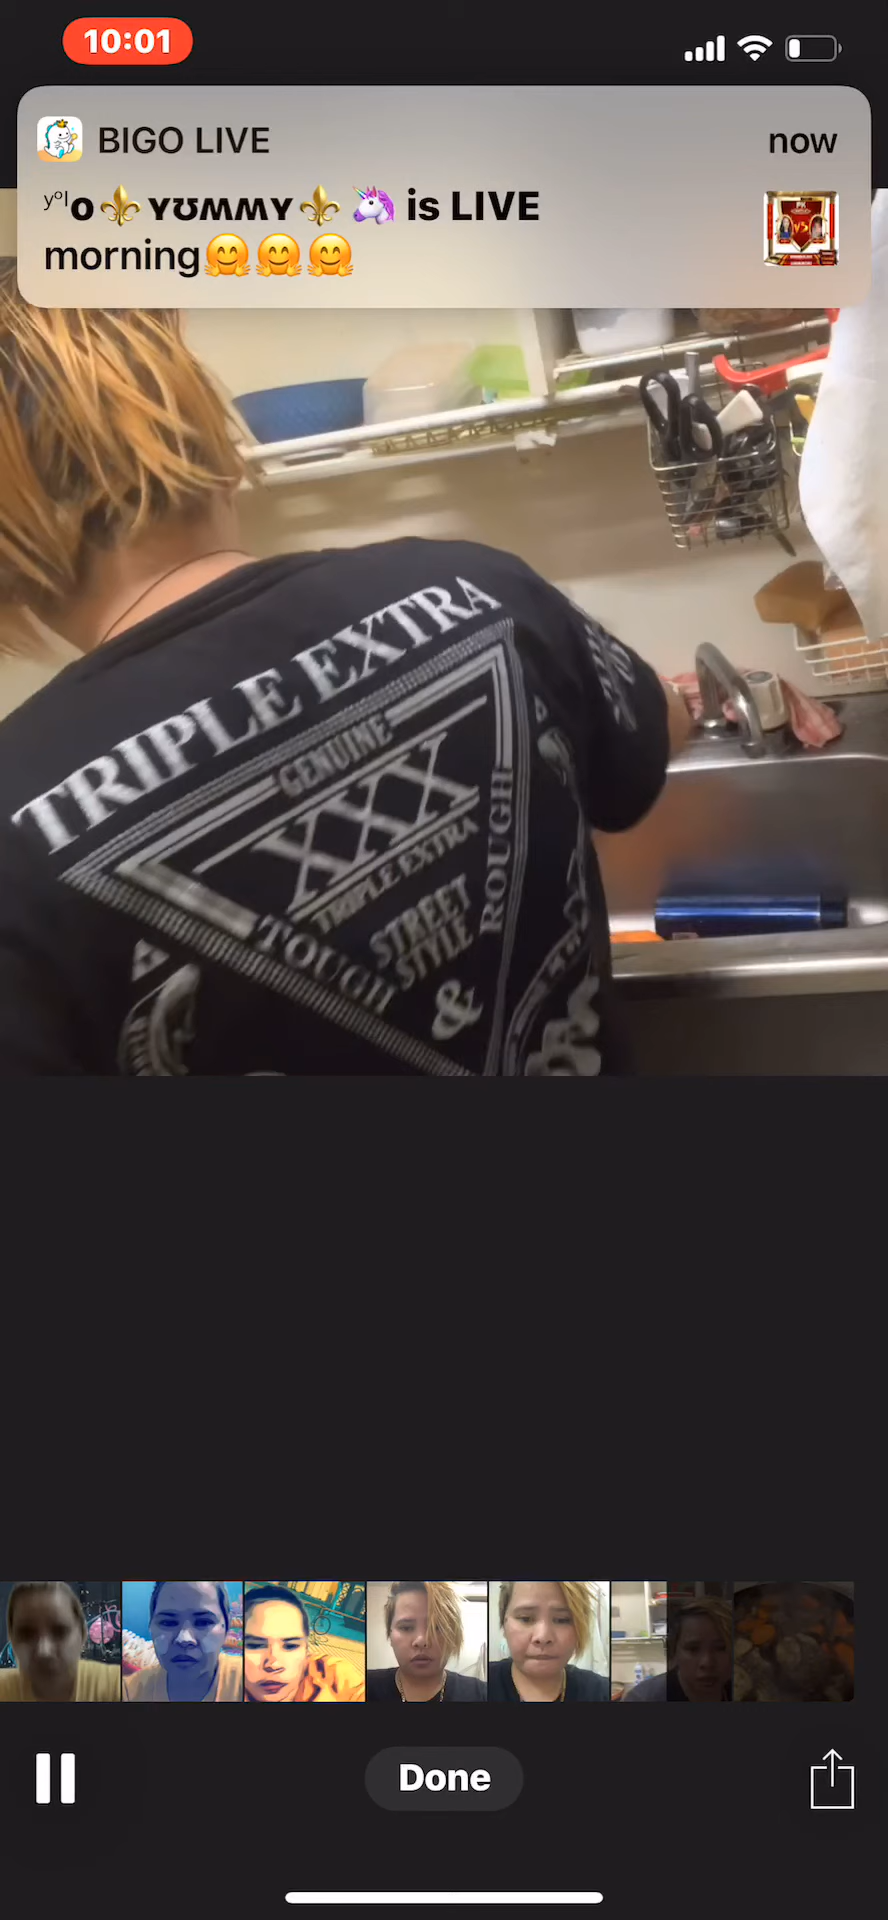 10:01
BIGO LIVE
now
ʸᵒˡo⚜️ʏʊᴍᴍʏ⚜️🦄 is LIVE
morning🤗🤗🤗
TRIPLE EXTRA
GENUINE
XXX
TRIPLE EXTRA
STREET
STYLE
TOUGH
&
ROUGH
Done